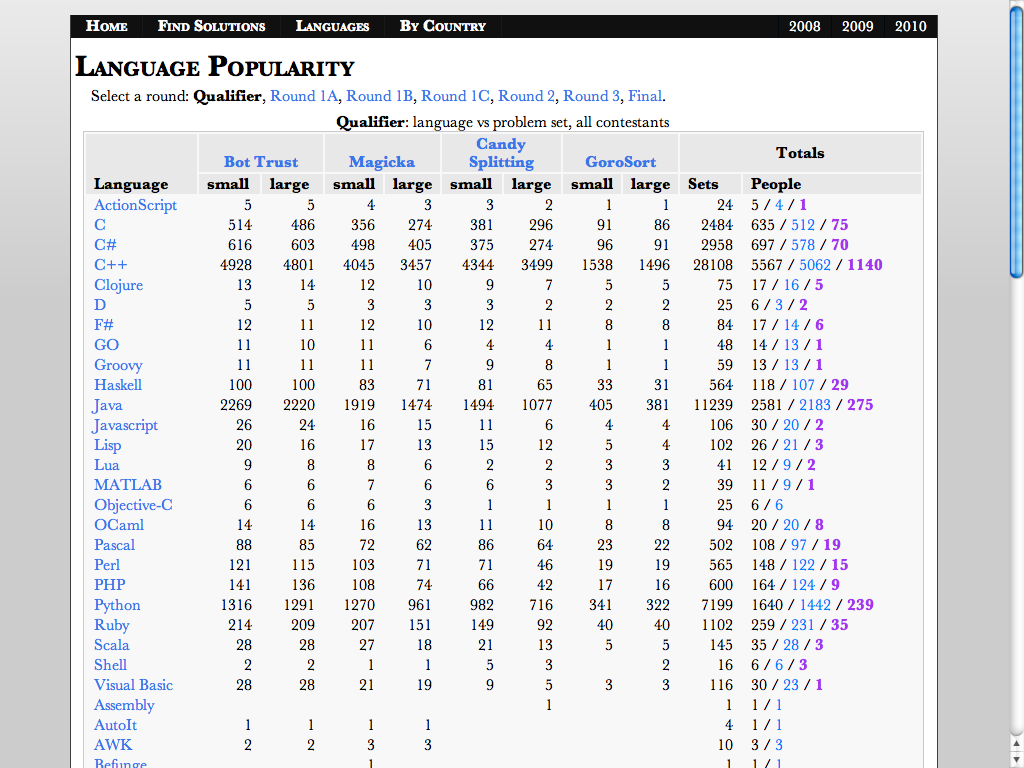 Home Find Solutions Languages By Country 2008 2009 2010
Language Popularity
Select a round: Qualifier, Round 1A, Round 1B, Round 1C, Round 2, Round 3, Final.
Qualifier: language vs problem set, all contestants
Bot Trust Magicka Candy Splitting GoroSort Totals
Language small large small large small large small large Sets People
ActionScript 5 5 4 3 3 2 1 1 24 5 / 4 / 1
C 514 486 356 274 381 296 91 86 2484 635 / 512 / 75
C# 616 603 498 405 375 274 96 91 2958 697 / 578 / 70
C++ 4928 4801 4045 3457 4344 3499 1538 1496 28108 5567 / 5062 / 1140
Clojure 13 14 12 10 9 7 5 5 75 17 / 16 / 5
D 5 5 3 3 3 2 2 2 25 6 / 3 / 2
F# 12 11 12 10 12 11 8 8 84 17 / 14 / 6
GO 11 10 11 6 4 4 1 1 48 14 / 13 / 1
Groovy 11 11 11 7 9 8 1 1 59 13 / 13 / 1
Haskell 100 100 83 71 81 65 33 31 564 118 / 107 / 29
Java 2269 2220 1919 1474 1494 1077 405 381 11239 2581 / 2183 / 275
Javascript 26 24 16 15 11 6 4 4 106 30 / 20 / 2
Lisp 20 16 17 13 15 12 5 4 102 26 / 21 / 3
Lua 9 8 8 6 2 2 3 3 41 12 / 9 / 2
MATLAB 6 6 7 6 6 3 3 2 39 11 / 9 / 1
Objective-C 6 6 6 3 1 1 1 1 25 6 / 6
OCaml 14 14 16 13 11 10 8 8 94 20 / 20 / 8
Pascal 88 85 72 62 86 64 23 22 502 108 / 97 / 19
Perl 121 115 103 71 71 46 19 19 565 148 / 122 / 15
PHP 141 136 108 74 66 42 17 16 600 164 / 124 / 9
Python 1316 1291 1270 961 982 716 341 322 7199 1640 / 1442 / 239
Ruby 214 209 207 151 149 92 40 40 1102 259 / 231 / 35
Scala 28 28 27 18 21 13 5 5 145 35 / 28 / 3
Shell 2 2 1 1 5 3 2 16 6 / 6 / 3
Visual Basic 28 28 21 19 9 5 3 3 116 30 / 23 / 1
Assembly 1 1 1 / 1
AutoIt 1 1 1 1 4 1 / 1
AWK 2 2 3 3 10 3 / 3
Befunge 1 1 1 / 1